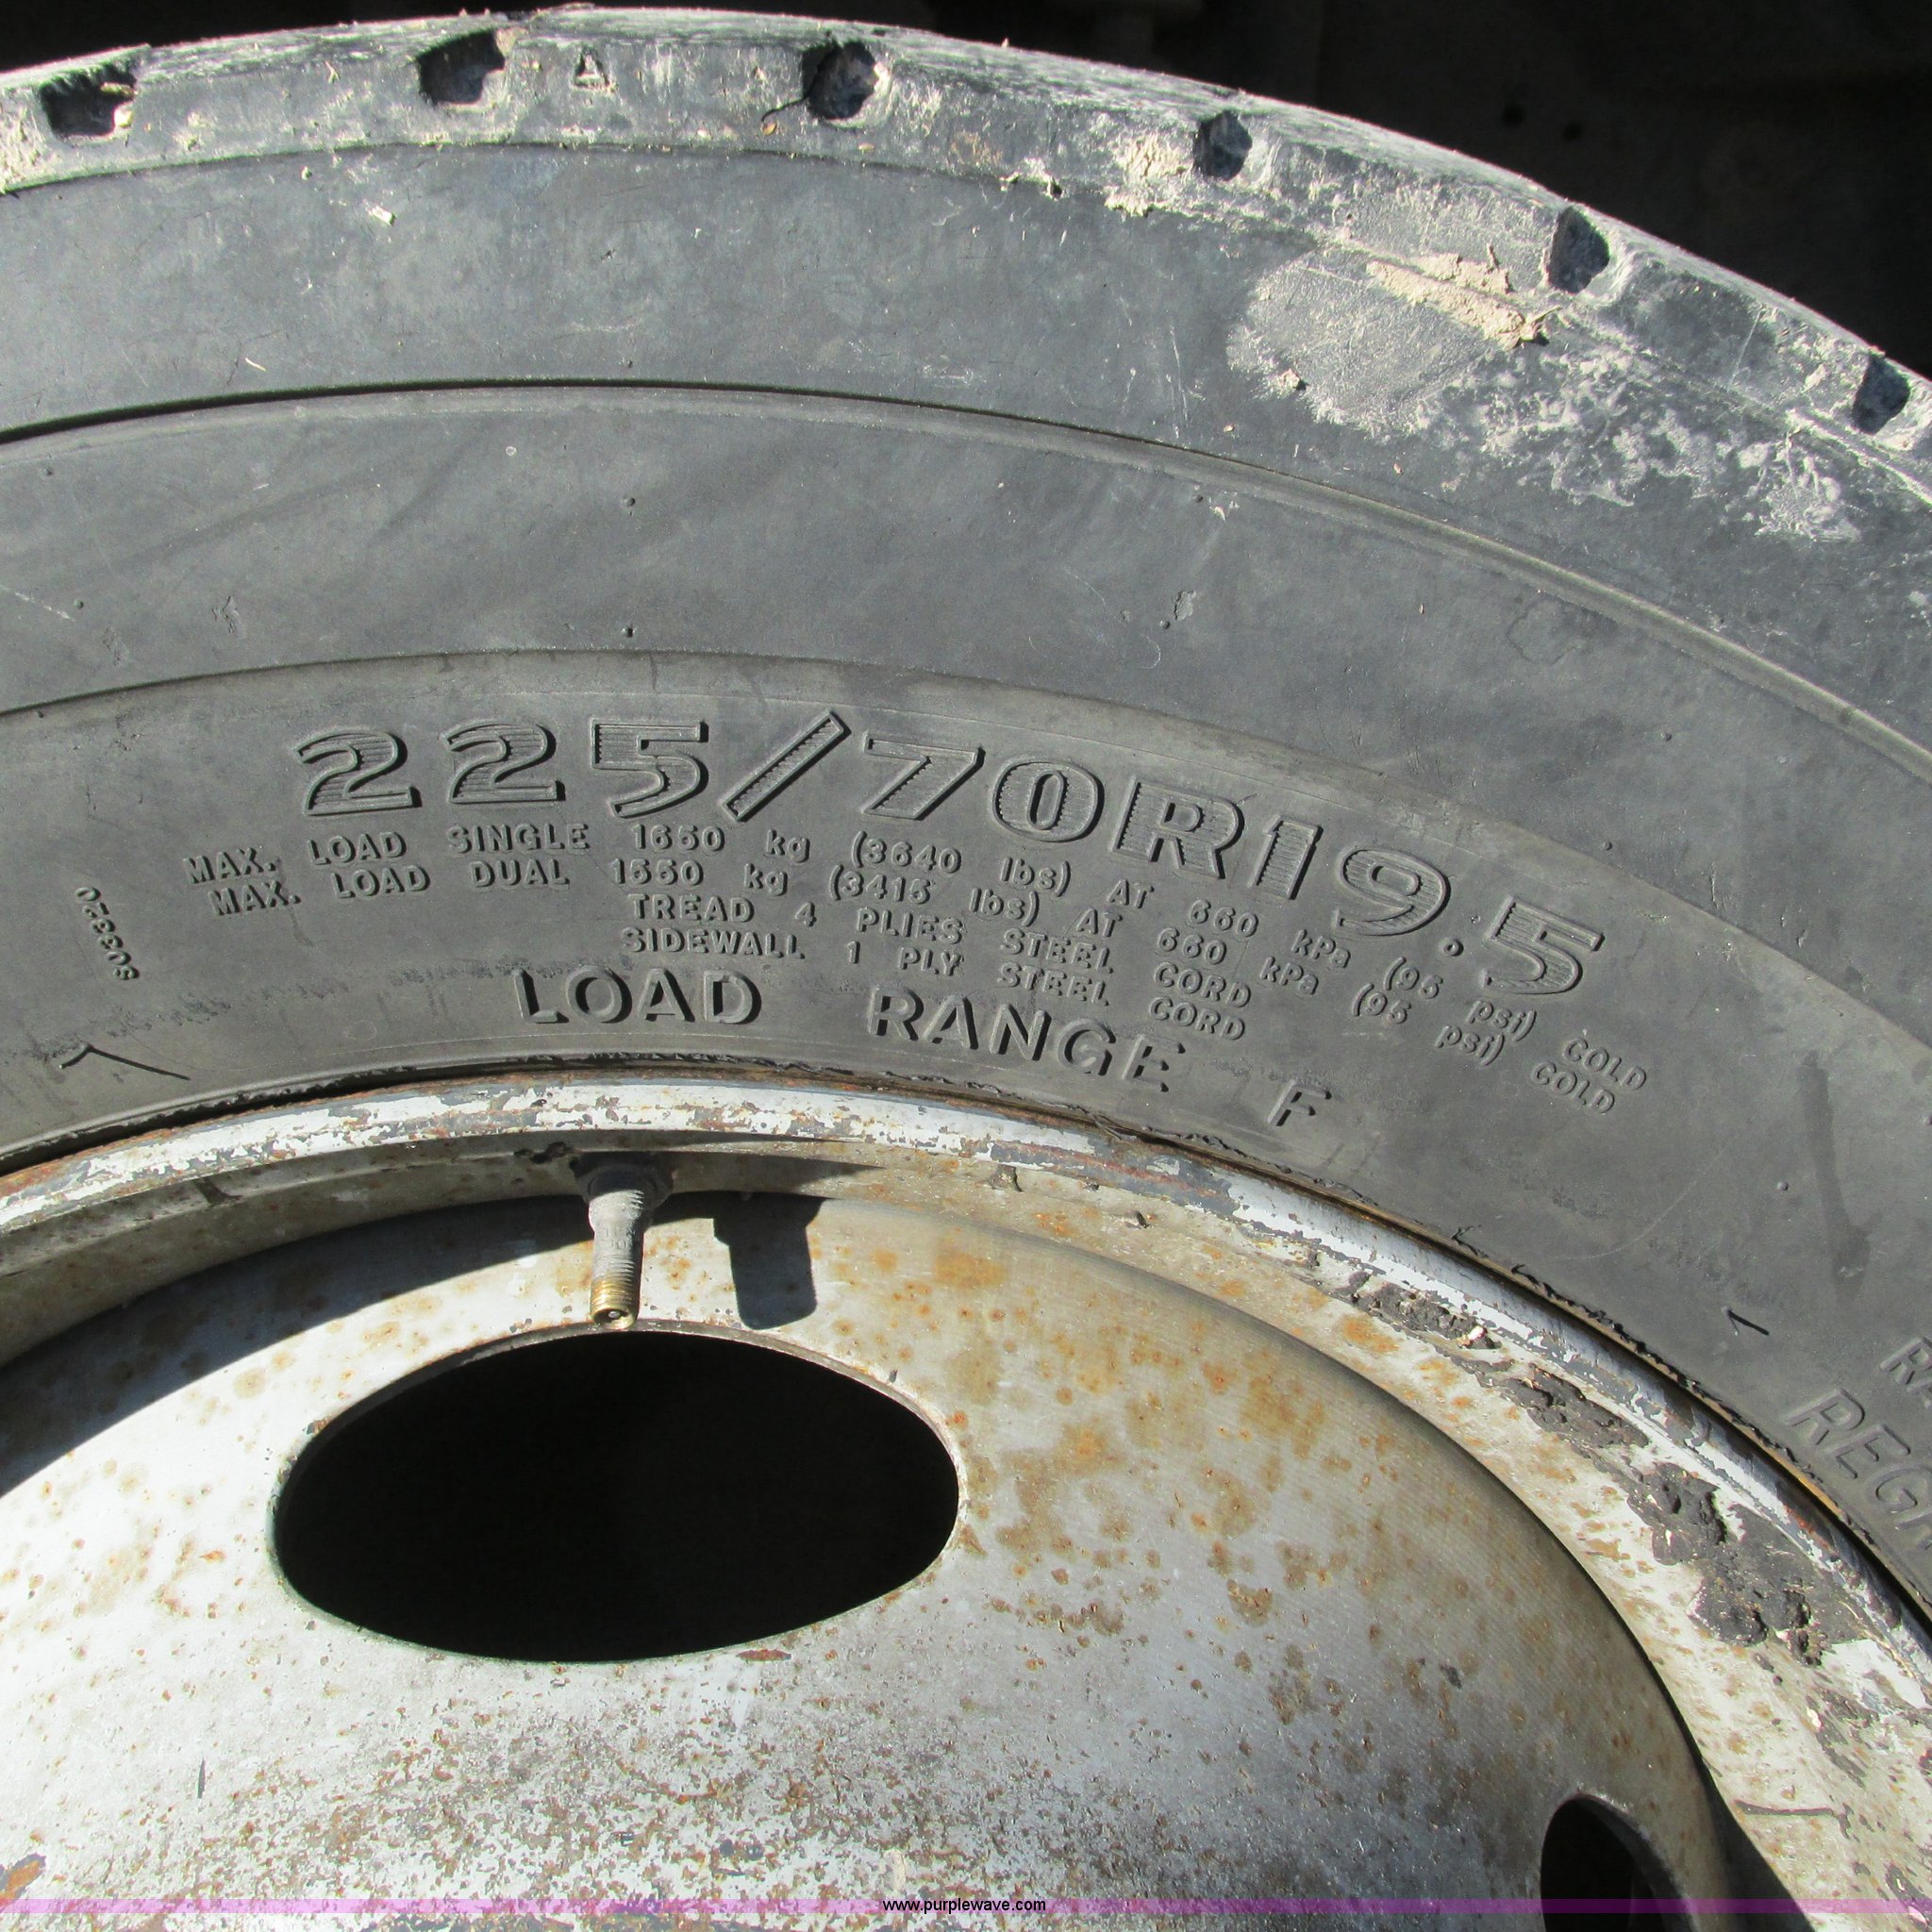 225/70R19.5
MAX. LOAD SINGLE 1650 kg (3640 lbs) AT 660 kPa (95 psi) COLD
MAX. LOAD DUAL 1550 kg (3415 lbs) AT 660 kPa (95 psi) COLD
TREAD 4 PLIES STEEL CORD
SIDEWALL 1 PLY STEEL CORD
LOAD RANGE F
www.purplewave.com